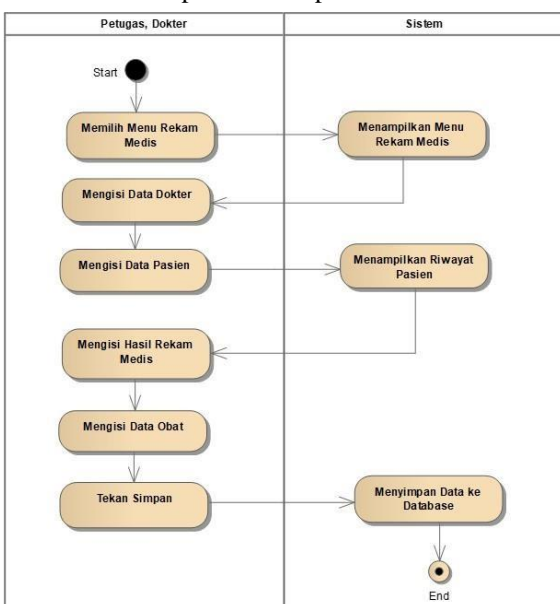 Petugas, Dokter
Sistem
Start
Memilih Menu Rekam
Medis
Menampilkan Menu
Rekam Medis
Mengisi Data Dokter
Mengisi Data Pasien
Menampilkan Riwayat
Pasien
Mengisi Hasil Rekam
Medis
Mengisi Data Obat
Tekan Simpan
Menyimpan Data ke
Database
End